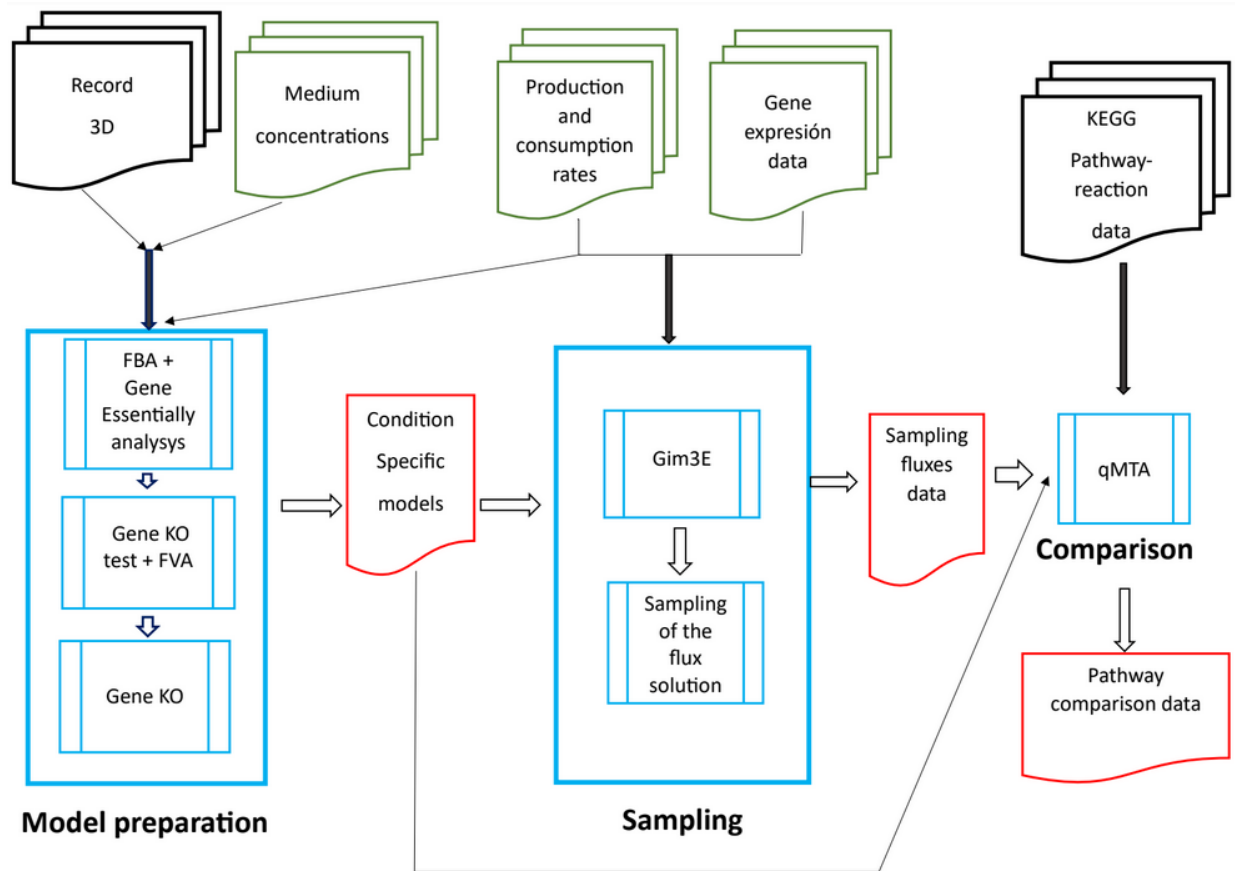 Record
3D
Medium
concentrations
Production
and
consumption
rates
Gene
expresión
data
KEGG
Pathway-
reaction
data
FBA +
Gene
Essentially
analysys
Gene KO
test + FVA
Gene KO
Model preparation
Condition
Specific
models
Gim3E
Sampling
of the
flux
solution
Sampling
Sampling
fluxes
data
qMTA
Comparison
Pathway
comparison data